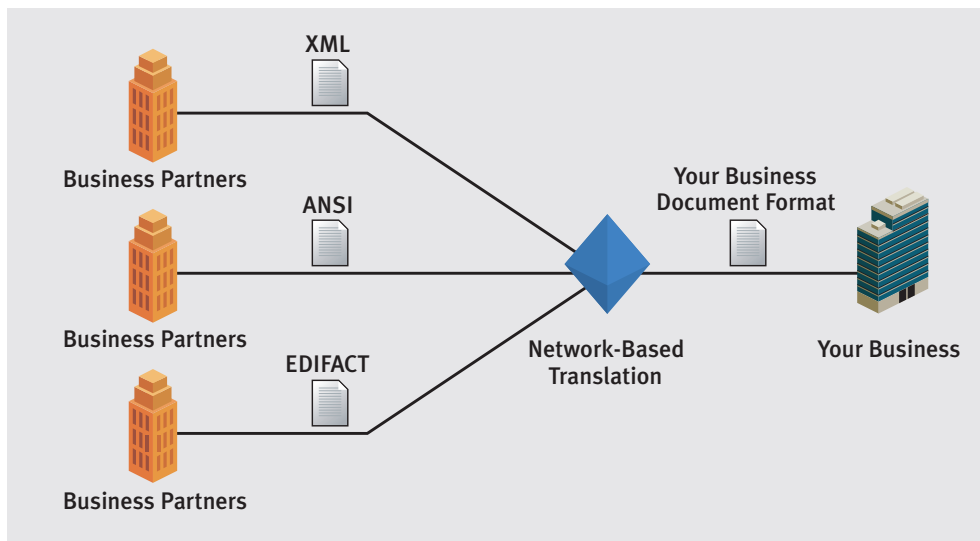 XML
Business Partners
ANSI
Business Partners
EDIFACT
Business Partners
Network-Based
Translation
Your Business
Document Format
Your Business